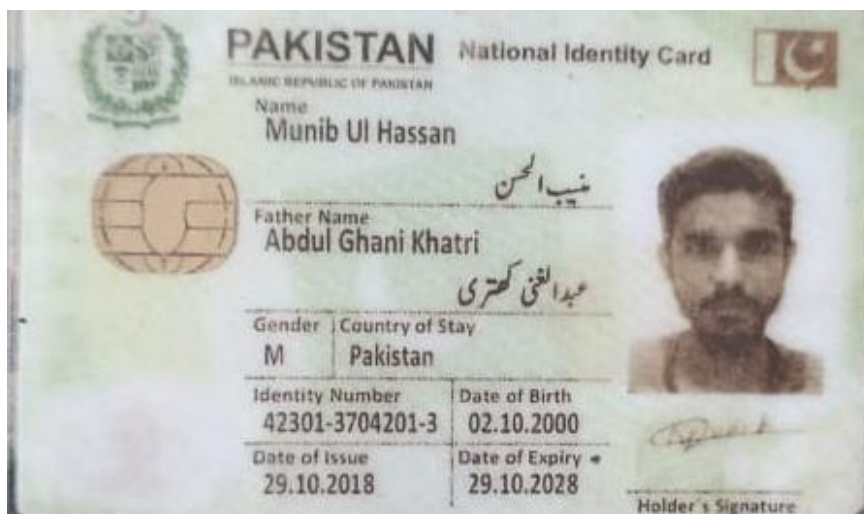 PAKISTAN National Identity Card
ISLAMIC REPUBLIC OF PAKISTAN
Name
Munib Ul Hassan
منیب الحسن
Father Name
Abdul Ghani Khatri
عبدالغنی کھتری
Gender Country of Stay
M Pakistan
Identity Number Date of Birth
42301-3704201-3 02.10.2000
Date of Issue Date of Expiry
29.10.2018 29.10.2028
Holder's Signature